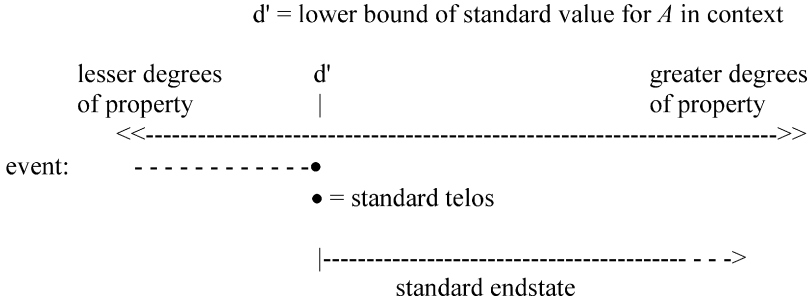 d' = lower bound of standard value for A in context
lesser degrees d' greater degrees
of property | of property
<<--------------------------------------------------------------------------->>
event: - - - - - - - - - - - -●
● = standard telos
|------------------------------------------- - - ->
standard endstate